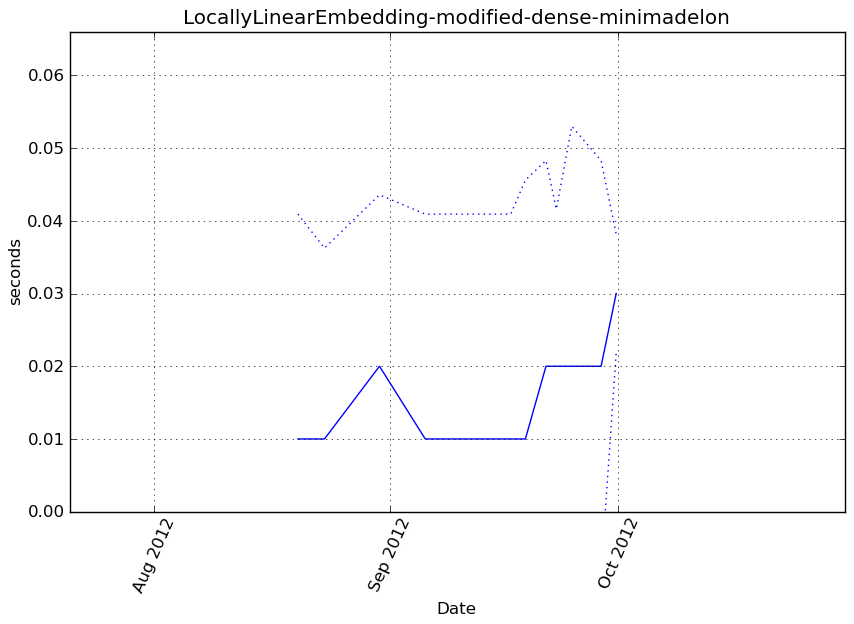 LocallyLinearEmbedding-modified-dense-minimadelon
0.06
0.05
0.04
0.03
0.02
0.01
0.00
seconds
Aug 2012
Sep 2012
Oct 2012
Date